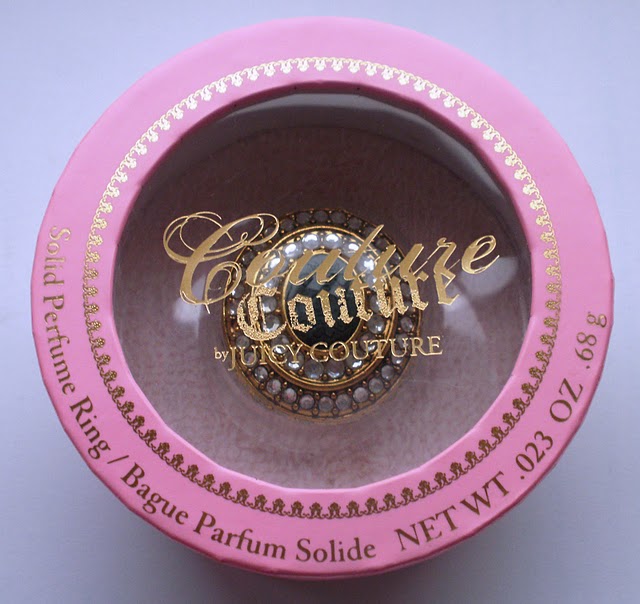 Couture
Couture
by JUICY COUTURE
Solid Perfume Ring / Bague Parfum Solide NET WT .023 OZ .68 g